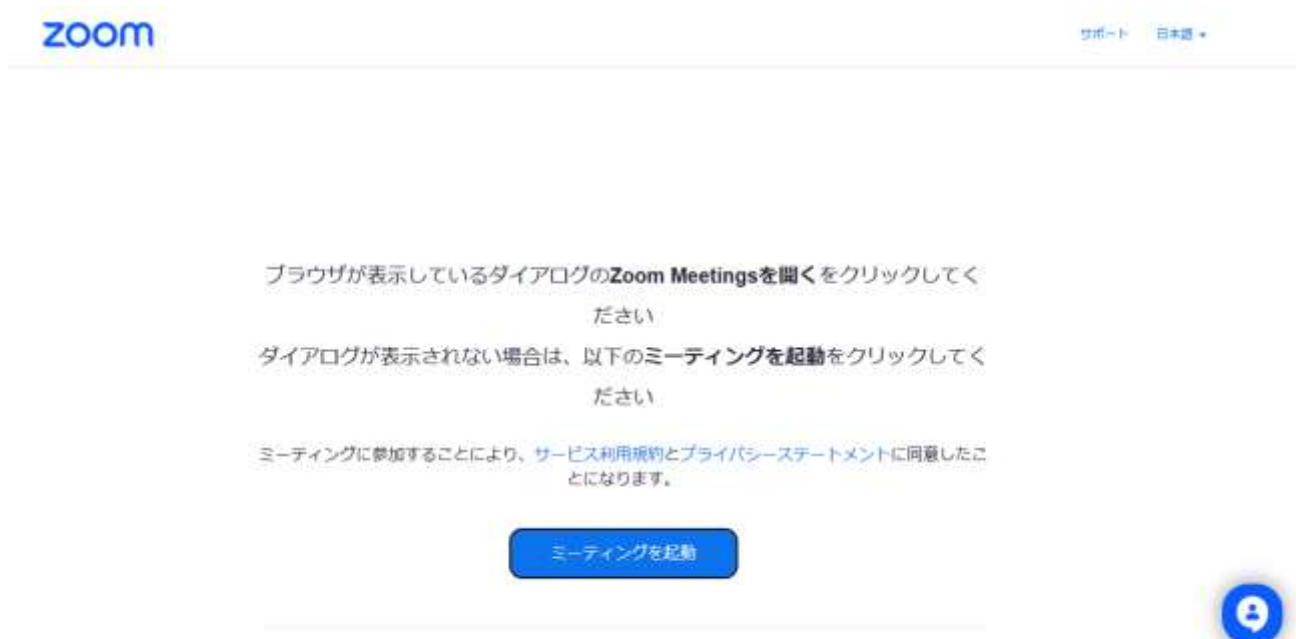 zoom
サポート 日本語
ブラウザが表示しているダイアログのZoom Meetingsを開くをクリックしてく
ださい
ダイアログが表示されない場合は、以下のミーティングを起動をクリックしてく
ださい
ミーティングに参加することにより、サービス利用規約とプライバシーステートメントに同意したこ
とになります。
ミーティングを起動